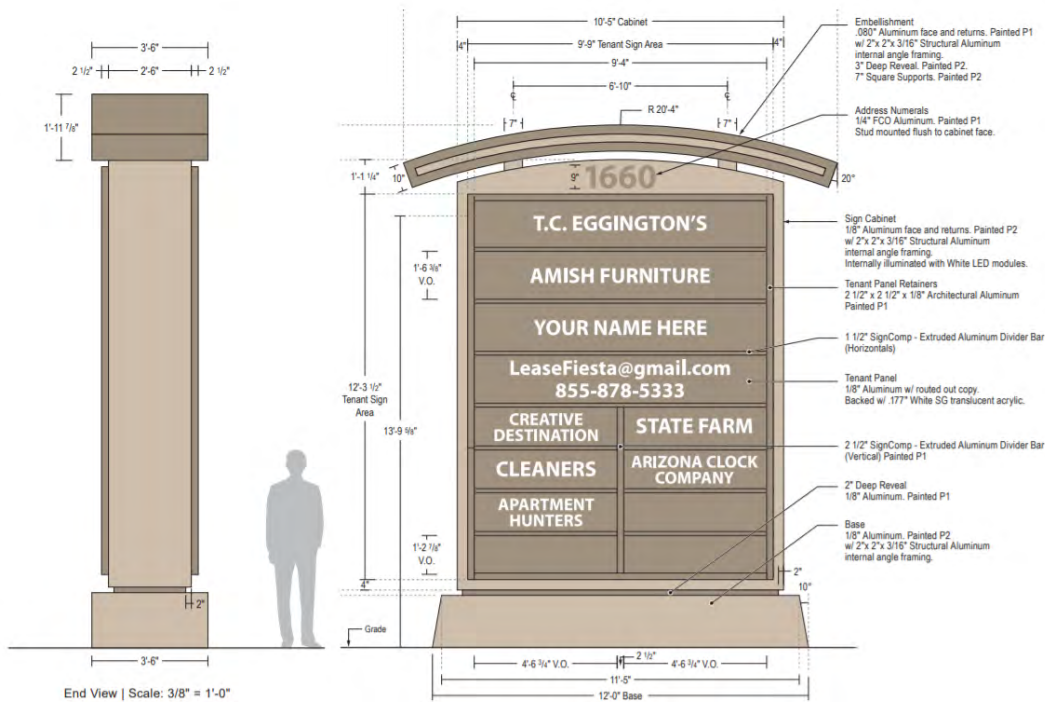 3'-6"
2 1/2"
2'-6"
2 1/2"
1'-11 7/8"
2"
3'-6"
End View | Scale: 3/8" = 1'-0"
10'-5" Cabinet
4"
9'-9" Tenant Sign Area
4"
9'-4"
6'-10"
R 20'-4"
7"
7"
10"
20"
1'-1 1/4"
9"
1660
T.C. EGGINGTON'S
1'-6 3/8"
V.O.
AMISH FURNITURE
YOUR NAME HERE
LeaseFiesta@gmail.com
855-878-5333
12'-3 1/2"
Tenant Sign
Area
CREATIVE
DESTINATION
STATE FARM
CLEANERS
ARIZONA CLOCK
COMPANY
APARTMENT
HUNTERS
1'-2 7/8"
V.O.
4"
2"
10"
Grade
4'-6 3/4" V.O.
2 1/2"
4'-6 3/4" V.O.
11'-5"
12'-0" Base
Embellishment
.080" Aluminum face and returns. Painted P1
w/ 2"x 2"x 3/16" Structural Aluminum
internal angle framing.
3" Deep Reveal. Painted P2.
7" Square Supports. Painted P2
Address Numerals
1/4" FCO Aluminum. Painted P1
Stud mounted flush to cabinet face.
Sign Cabinet
1/8" Aluminum face and returns. Painted P2
w/ 2"x 2"x 3/16" Structural Aluminum
internal angle framing.
Internally illuminated with White LED modules.
Tenant Panel Retainers
2 1/2" x 2 1/2" x 1/8" Architectural Aluminum
Painted P1
1 1/2" SignComp - Extruded Aluminum Divider Bar
(Horizontals)
Tenant Panel
1/8" Aluminum w/ routed out copy.
Backed w/ .177" White SG translucent acrylic.
2 1/2" SignComp - Extruded Aluminum Divider Bar
(Vertical) Painted P1
2" Deep Reveal
1/8" Aluminum. Painted P1
Base
1/8" Aluminum. Painted P2
w/ 2"x 2"x 3/16" Structural Aluminum
internal angle framing.